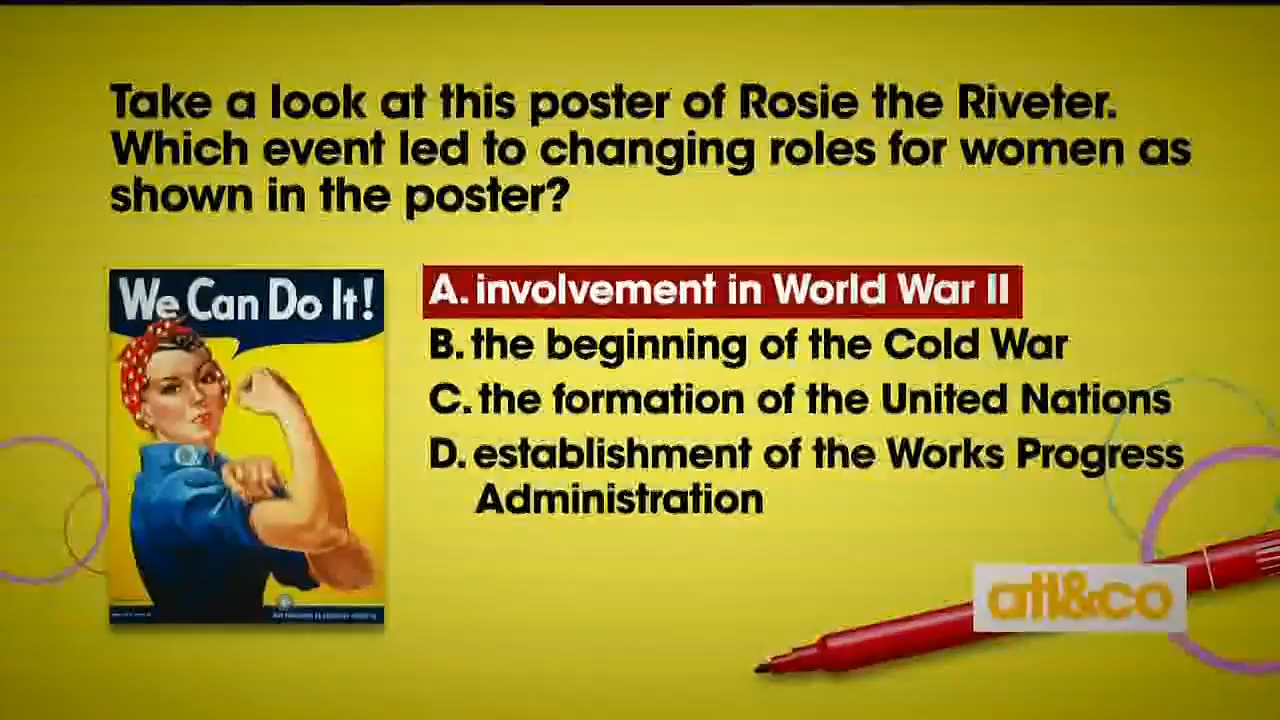 Take a look at this poster of Rosie the Riveter.
Which event led to changing roles for women as
shown in the poster?
We Can Do It!
A. involvement in World War II
B. the beginning of the Cold War
C. the formation of the United Nations
D. establishment of the Works Progress
Administration
atl&co